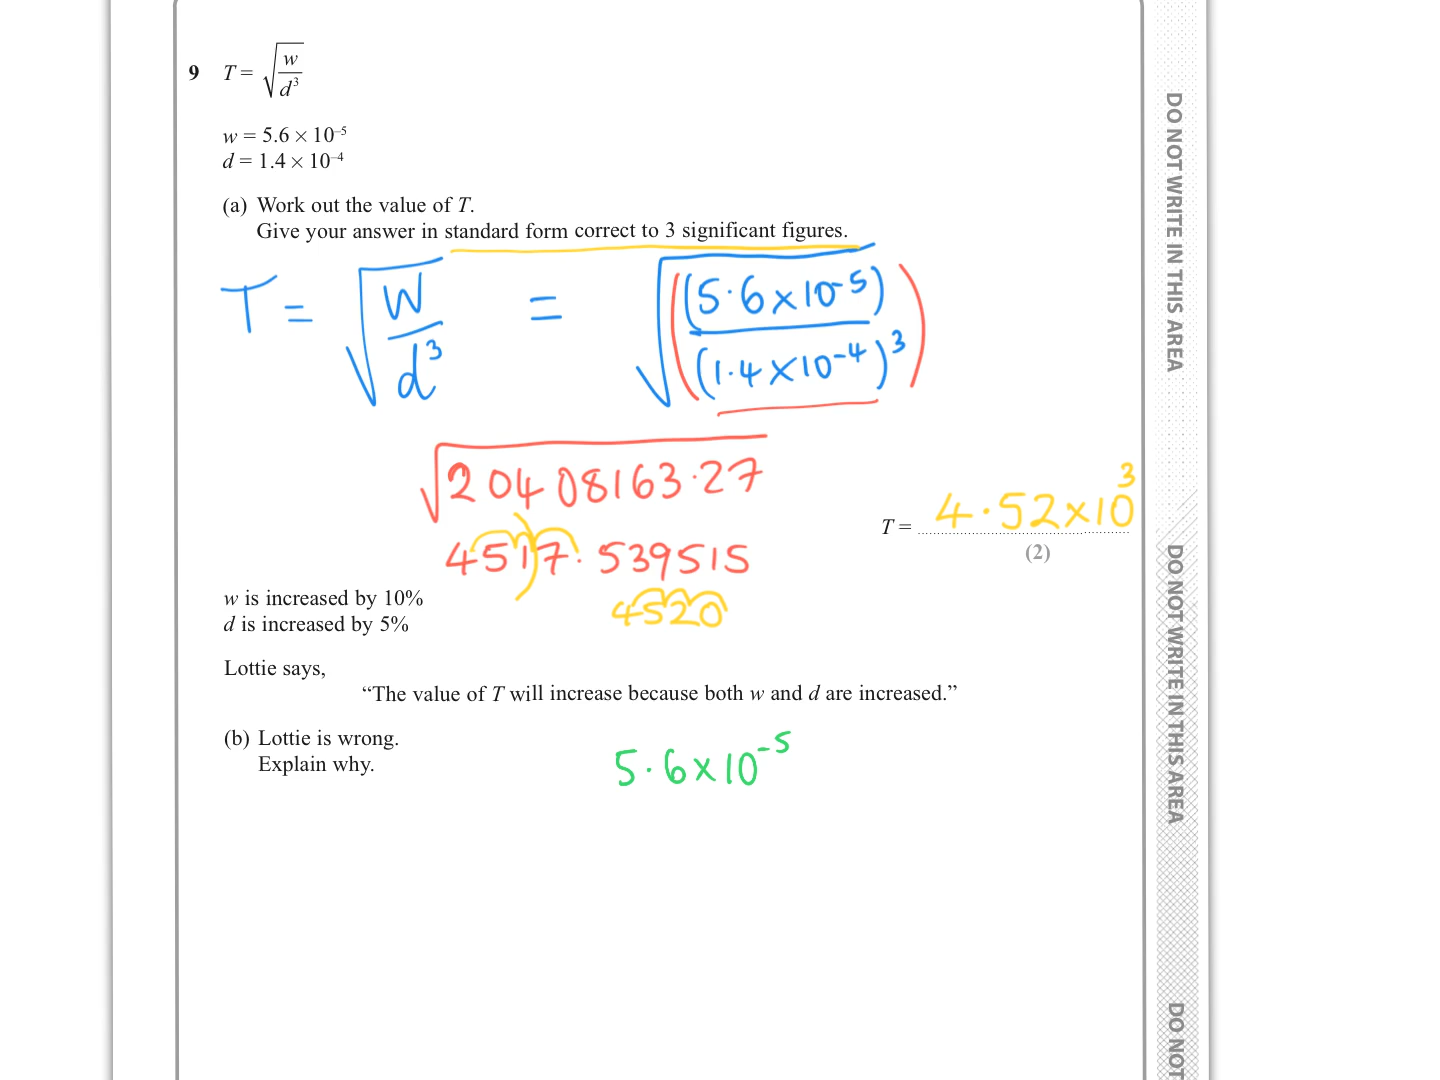 9 T = √(w/d³)
w = 5.6 × 10⁻⁵
d = 1.4 × 10⁻⁴
(a) Work out the value of T.
Give your answer in standard form correct to 3 significant figures.
T = √(W/d³) = √((5.6×10⁻⁵)/(1.4×10⁻⁴)³)
√20408163.27
T = 4.52×10³
4517.539515
(2)
4520
w is increased by 10%
d is increased by 5%
Lottie says,
“The value of T will increase because both w and d are increased.”
(b) Lottie is wrong.
Explain why.
5.6×10⁻⁵
DO NOT WRITE IN THIS AREA
DO NOT WRITE IN THIS AREA
DO NOT